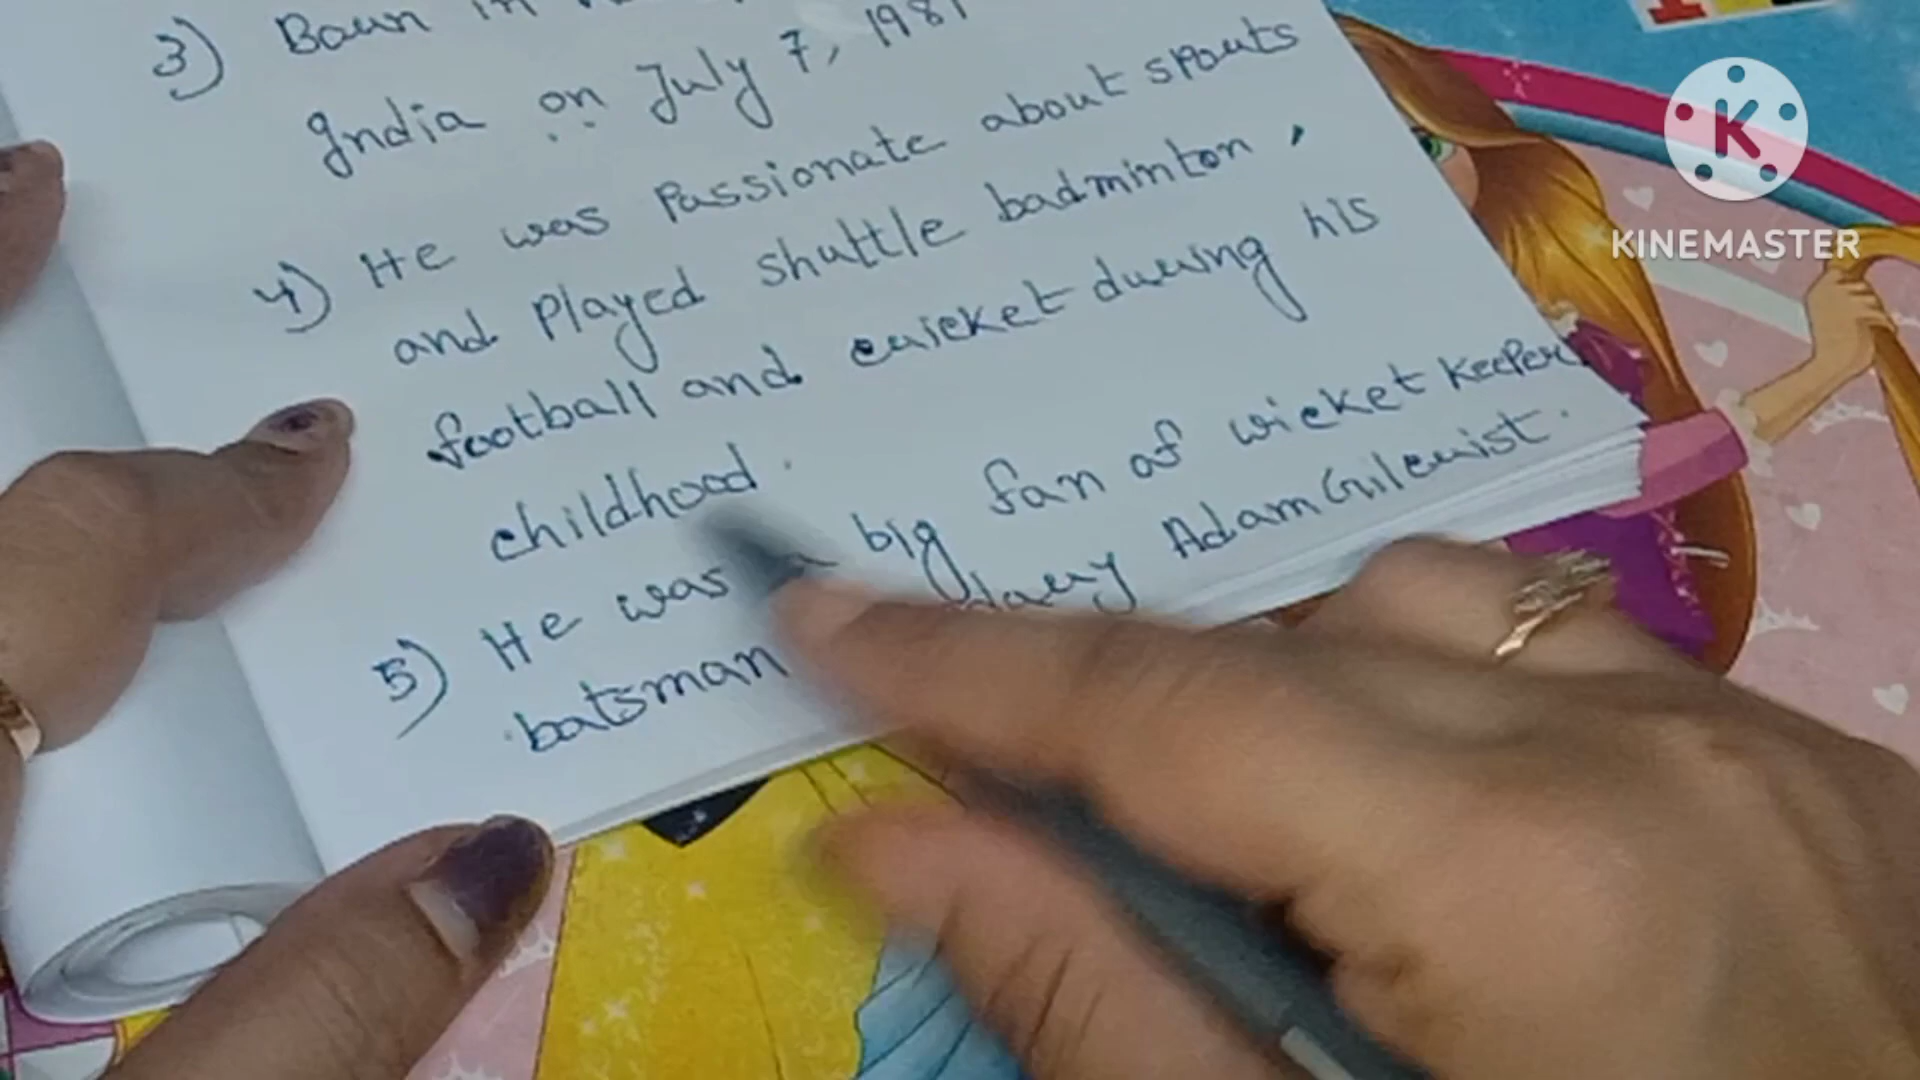 3) Born in
India on July 7, 1981
4) He was Passionate about sports
and Played shuttle badminton,
football and cricket during his
childhood.
5) He was a big fan of wicket keeper
batsman Adam Gilcrist.
K
KINEMASTER